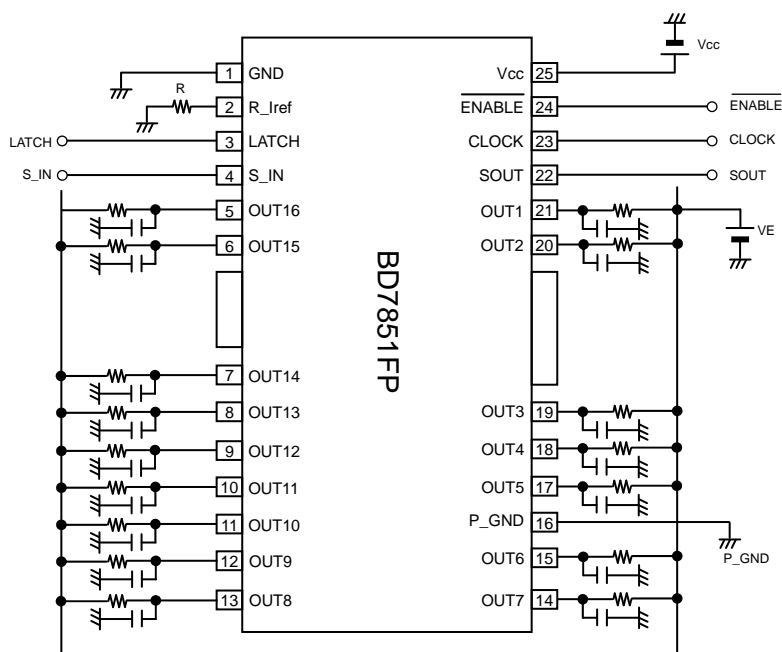 Vcc
1 GND Vcc 25
R
2 R_Iref ENABLE 24 ENABLE
LATCH 3 LATCH CLOCK 23 CLOCK
S_IN 4 S_IN SOUT 22 SOUT
5 OUT16 OUT1 21
VE
6 OUT15 OUT2 20
BD7851FP
7 OUT14
8 OUT13 OUT3 19
9 OUT12 OUT4 18
10 OUT11 OUT5 17
11 OUT10 P_GND 16
P_GND
12 OUT9 OUT6 15
13 OUT8 OUT7 14